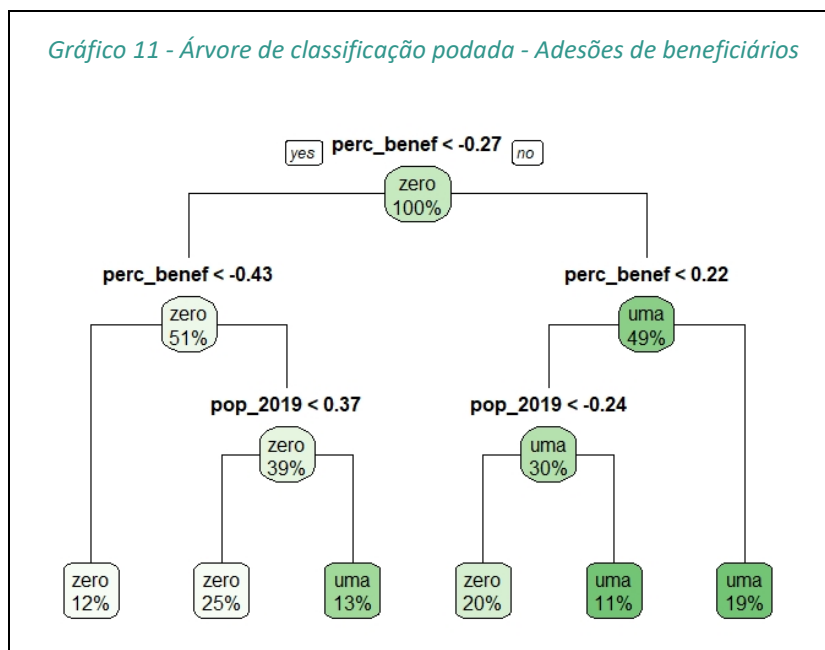 Gráfico 11 - Árvore de classificação podada - Adesões de beneficiários
yes perc_benef < -0.27 no
zero
100%
perc_benef < -0.43
perc_benef < 0.22
zero
51%
uma
49%
pop_2019 < 0.37
pop_2019 < -0.24
zero
39%
uma
30%
zero
12%
zero
25%
uma
13%
zero
20%
uma
11%
uma
19%